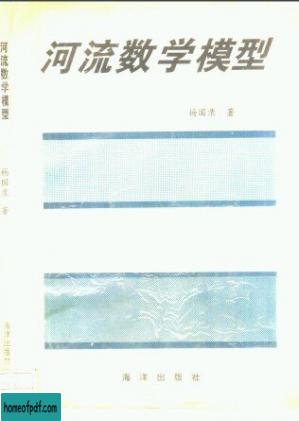 河流数学模型
杨国录 著
海洋出版社
河流数学模型
杨国录 著
海洋出版社
homeofpdf.com